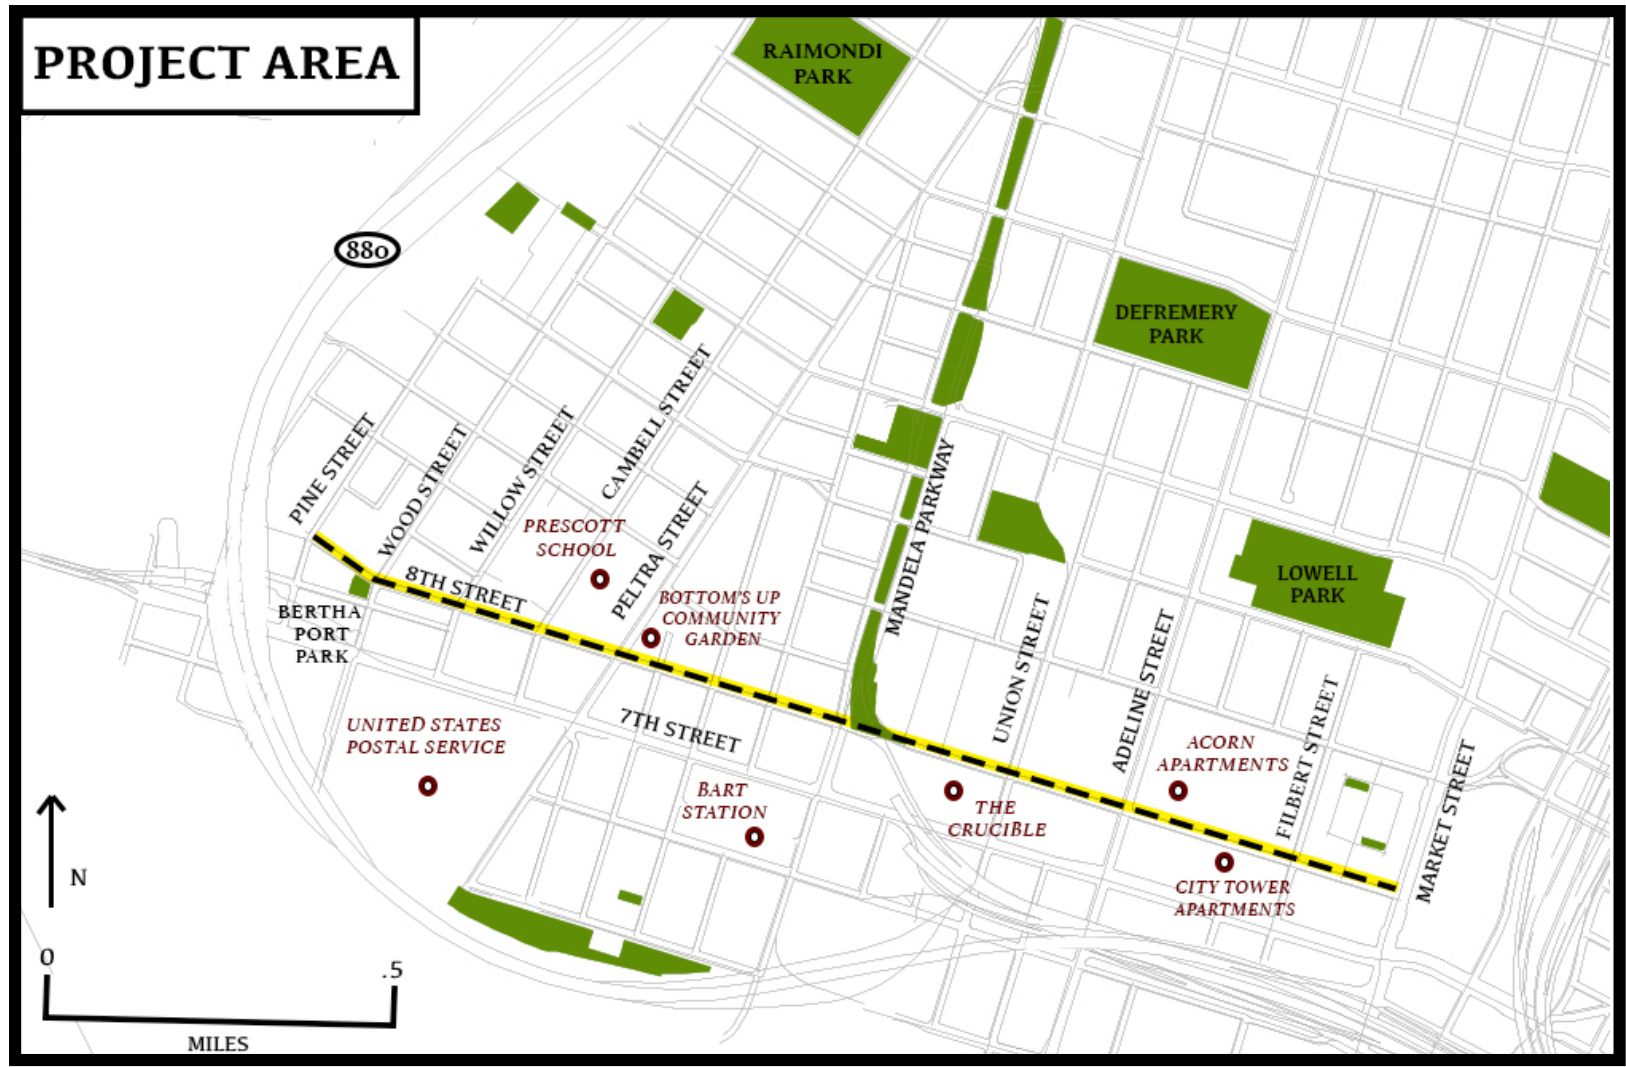 PROJECT AREA
RAIMONDI
PARK
880
DEFREMERY
PARK
PINE STREET
WOOD STREET
WILLOW STREET
CAMBELL STREET
PELTRA STREET
MANDELA PARKWAY
PRESCOTT
SCHOOL
8TH STREET
BOTTOM'S UP
COMMUNITY
GARDEN
LOWELL
PARK
BERTHA
PORT
PARK
UNION STREET
ADELINE STREET
FILBERT STREET
MARKET STREET
UNITED STATES
POSTAL SERVICE
7TH STREET
BART
STATION
THE
CRUCIBLE
ACORN
APARTMENTS
CITY TOWER
APARTMENTS
N
0
.5
MILES